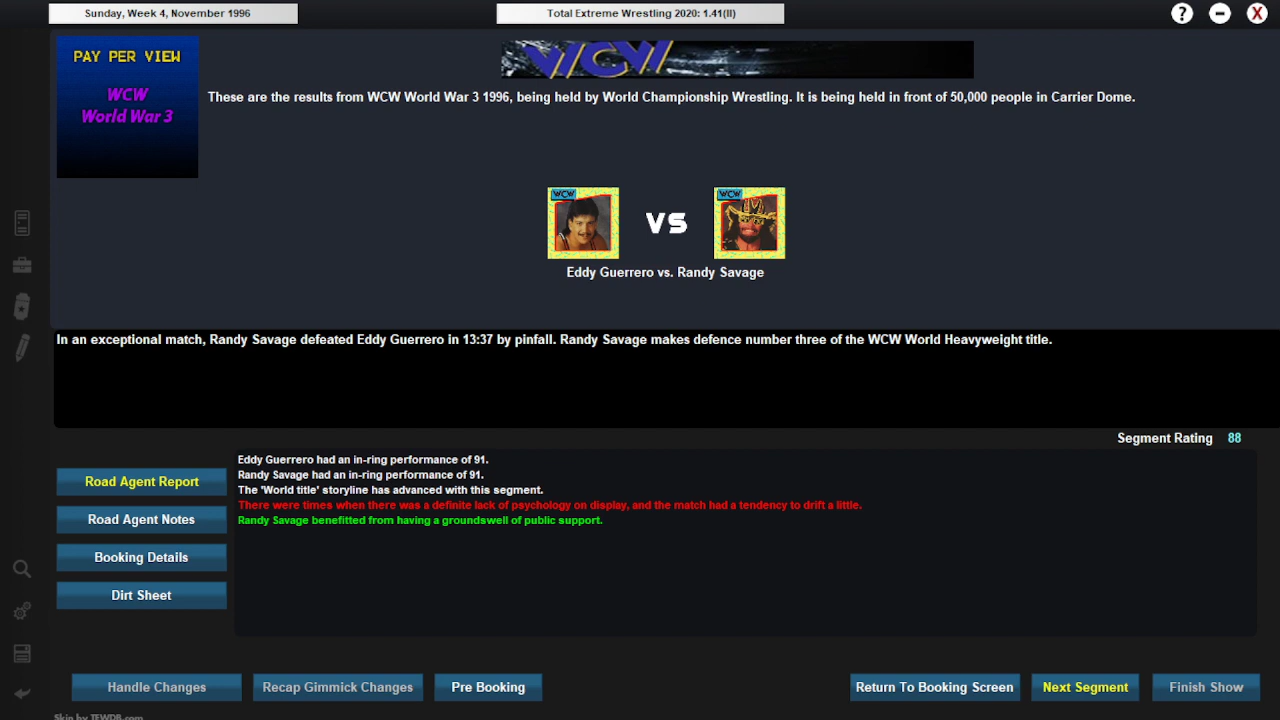 Sunday, Week 4, November 1996
Total Extreme Wrestling 2020: 1.41(II)
?
X
PAY PER VIEW
WCW
World War 3
WCW
These are the results from WCW World War 3 1996, being held by World Championship Wrestling. It is being held in front of 50,000 people in Carrier Dome.
WCW
VS
WCW
Eddy Guerrero vs. Randy Savage
In an exceptional match, Randy Savage defeated Eddy Guerrero in 13:37 by pinfall. Randy Savage makes defence number three of the WCW World Heavyweight title.
Segment Rating 88
Road Agent Report
Road Agent Notes
Booking Details
Dirt Sheet
Eddy Guerrero had an in-ring performance of 91.
Randy Savage had an in-ring performance of 91.
The 'World title' storyline has advanced with this segment.
There were times when there was a definite lack of psychology on display, and the match had a tendency to drift a little.
Randy Savage benefitted from having a groundswell of public support.
Handle Changes
Recap Gimmick Changes
Pre Booking
Return To Booking Screen
Next Segment
Finish Show
Skin by TEWDB.com